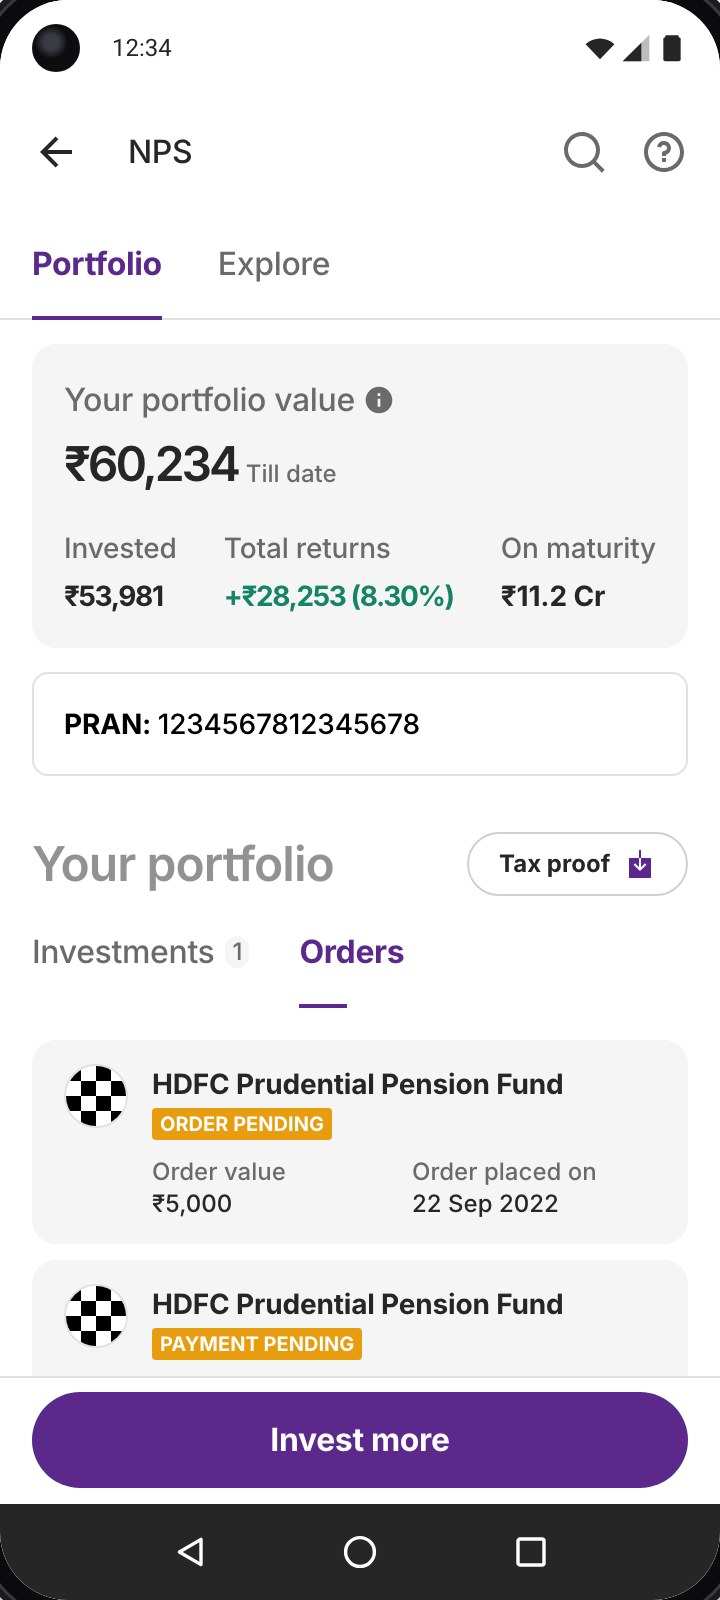 12:34
NPS
Portfolio Explore
Your portfolio value
₹60,234 Till date
Invested Total returns On maturity
₹53,981 +₹28,253 (8.30%) ₹11.2 Cr
PRAN: 1234567812345678
Your portfolio Tax proof
Investments 1 Orders
HDFC Prudential Pension Fund
ORDER PENDING
Order value Order placed on
₹5,000 22 Sep 2022
HDFC Prudential Pension Fund
PAYMENT PENDING
Invest more